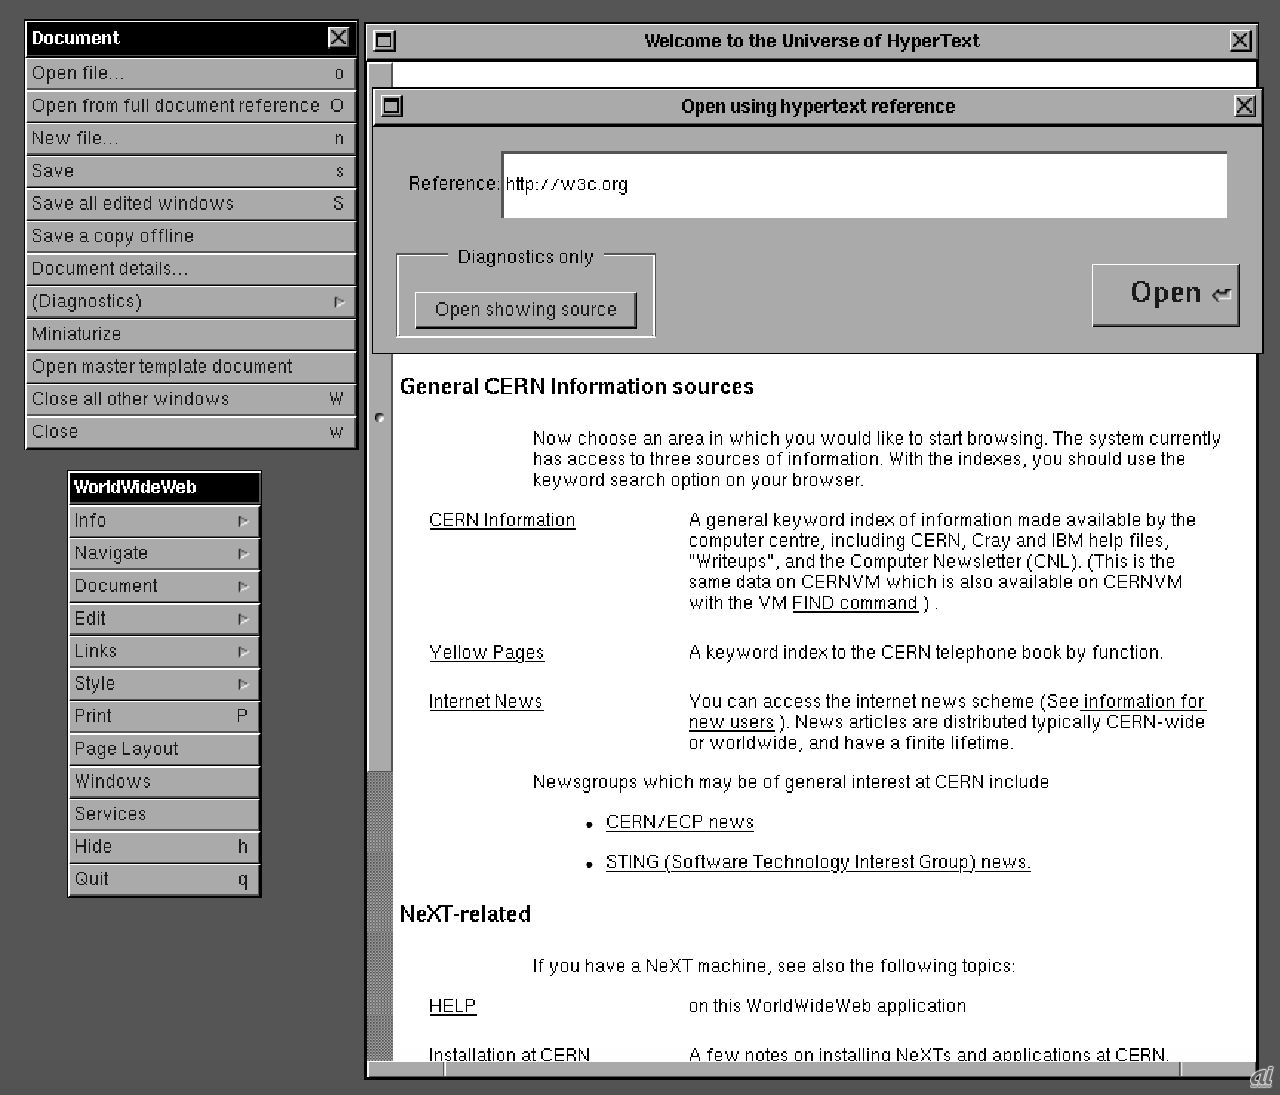 Document
Open file... o
Open from full document reference O
New file... n
Save s
Save all edited windows S
Save a copy offline
Document details...
(Diagnostics)
Miniaturize
Open master template document
Close all other windows W
Close w
WorldWideWeb
Info
Navigate
Document
Edit
Links
Style
Print P
Page Layout
Windows
Services
Hide h
Quit q
Welcome to the Universe of HyperText
Open using hypertext reference
Reference: http://w3c.org
Diagnostics only
Open showing source
Open
General CERN Information sources
Now choose an area in which you would like to start browsing. The system currently
has access to three sources of information. With the indexes, you should use the
keyword search option on your browser.
CERN Information A general keyword index of information made available by the
computer centre, including CERN, Cray and IBM help files,
"Writeups", and the Computer Newsletter (CNL). (This is the
same data on CERNVM which is also available on CERNVM
with the VM FIND command ) .
Yellow Pages A keyword index to the CERN telephone book by function.
Internet News You can access the internet news scheme (See information for
new users ). News articles are distributed typically CERN-wide
or worldwide, and have a finite lifetime.
Newsgroups which may be of general interest at CERN include
• CERN/ECP news
• STING (Software Technology Interest Group) news.
NeXT-related
If you have a NeXT machine, see also the following topics:
HELP on this WorldWideWeb application
Installation at CERN A few notes on installing NeXTs and applications at CERN.
al